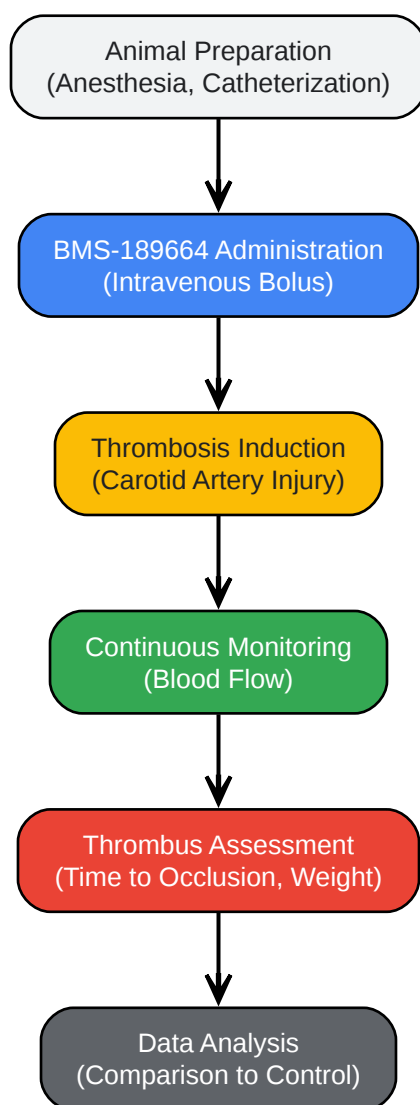 Animal Preparation
(Anesthesia, Catheterization)
BMS-189664 Administration
(Intravenous Bolus)
Thrombosis Induction
(Carotid Artery Injury)
Continuous Monitoring
(Blood Flow)
Thrombus Assessment
(Time to Occlusion, Weight)
Data Analysis
(Comparison to Control)